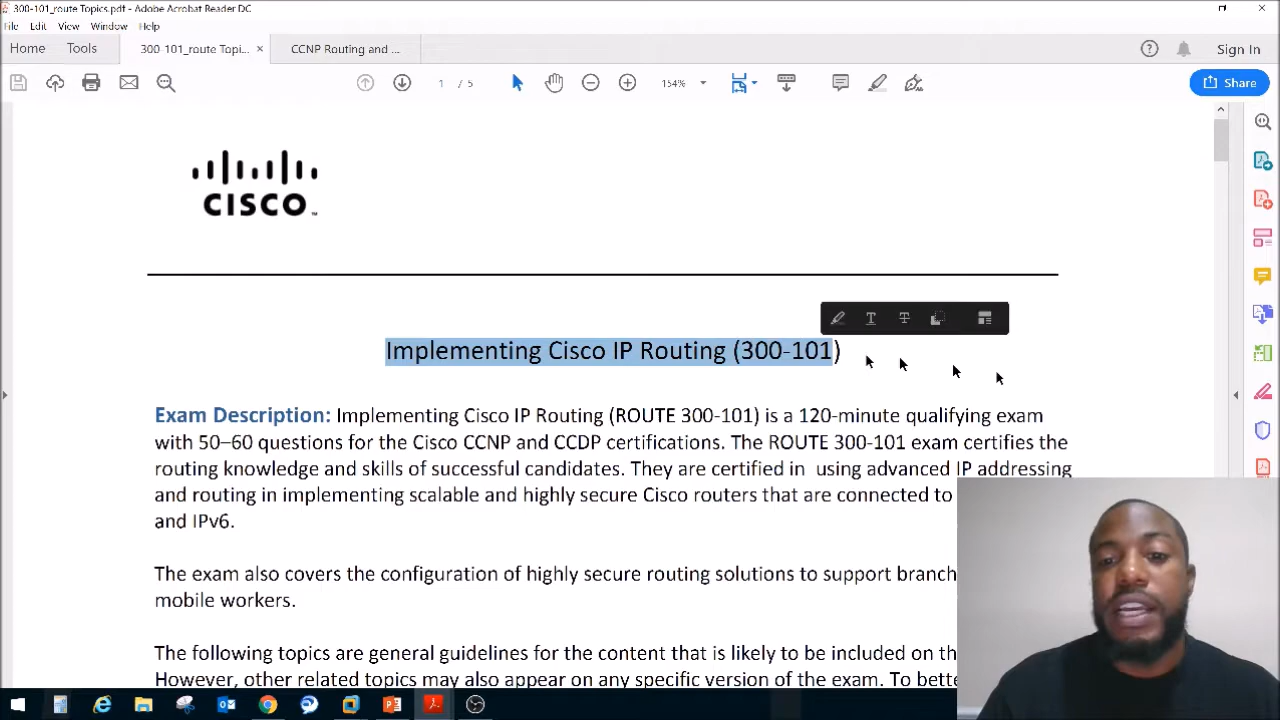 300-101_route Topics.pdf - Adobe Acrobat Reader DC
File Edit View Window Help
Home Tools 300-101_route Topi... × CCNP Routing and ... Sign In
1 / 5 154% Share
CISCO
Implementing Cisco IP Routing (300-101)
Exam Description: Implementing Cisco IP Routing (ROUTE 300-101) is a 120-minute qualifying exam
with 50–60 questions for the Cisco CCNP and CCDP certifications. The ROUTE 300-101 exam certifies the
routing knowledge and skills of successful candidates. They are certified in using advanced IP addressing
and routing in implementing scalable and highly secure Cisco routers that are connected to
and IPv6.
The exam also covers the configuration of highly secure routing solutions to support branch
mobile workers.
The following topics are general guidelines for the content that is likely to be included on th
However, other related topics may also appear on any specific version of the exam. To bette